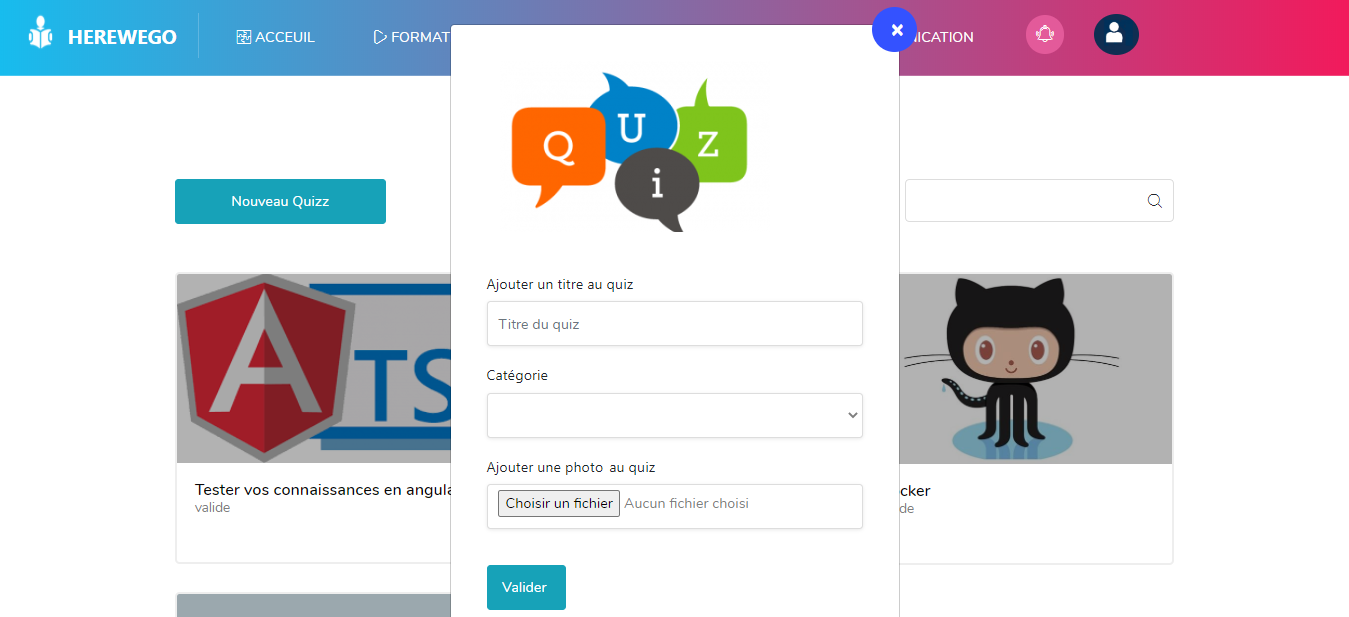 HEREWEGO
ACCEUIL
FORMAT
ICATION
Q U i Z
Nouveau Quizz
Ajouter un titre au quiz
Titre du quiz
Catégorie
Ajouter une photo au quiz
Choisir un fichier Aucun fichier choisi
Valider
A
TS
Tester vos connaissances en angula
valide
cker
de